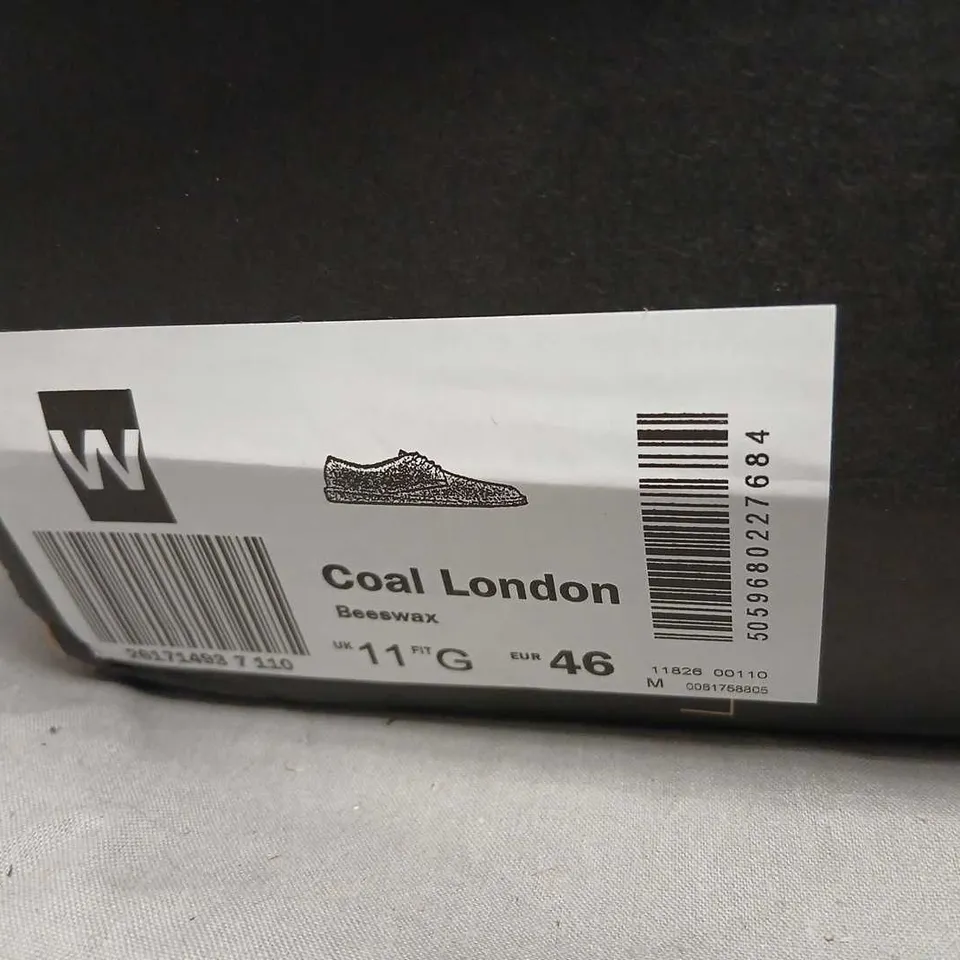 W
26171493 7 110
Coal London
Beeswax
UK 11 FIT G EUR 46
5059680227684
11826 00110
M 0081758805